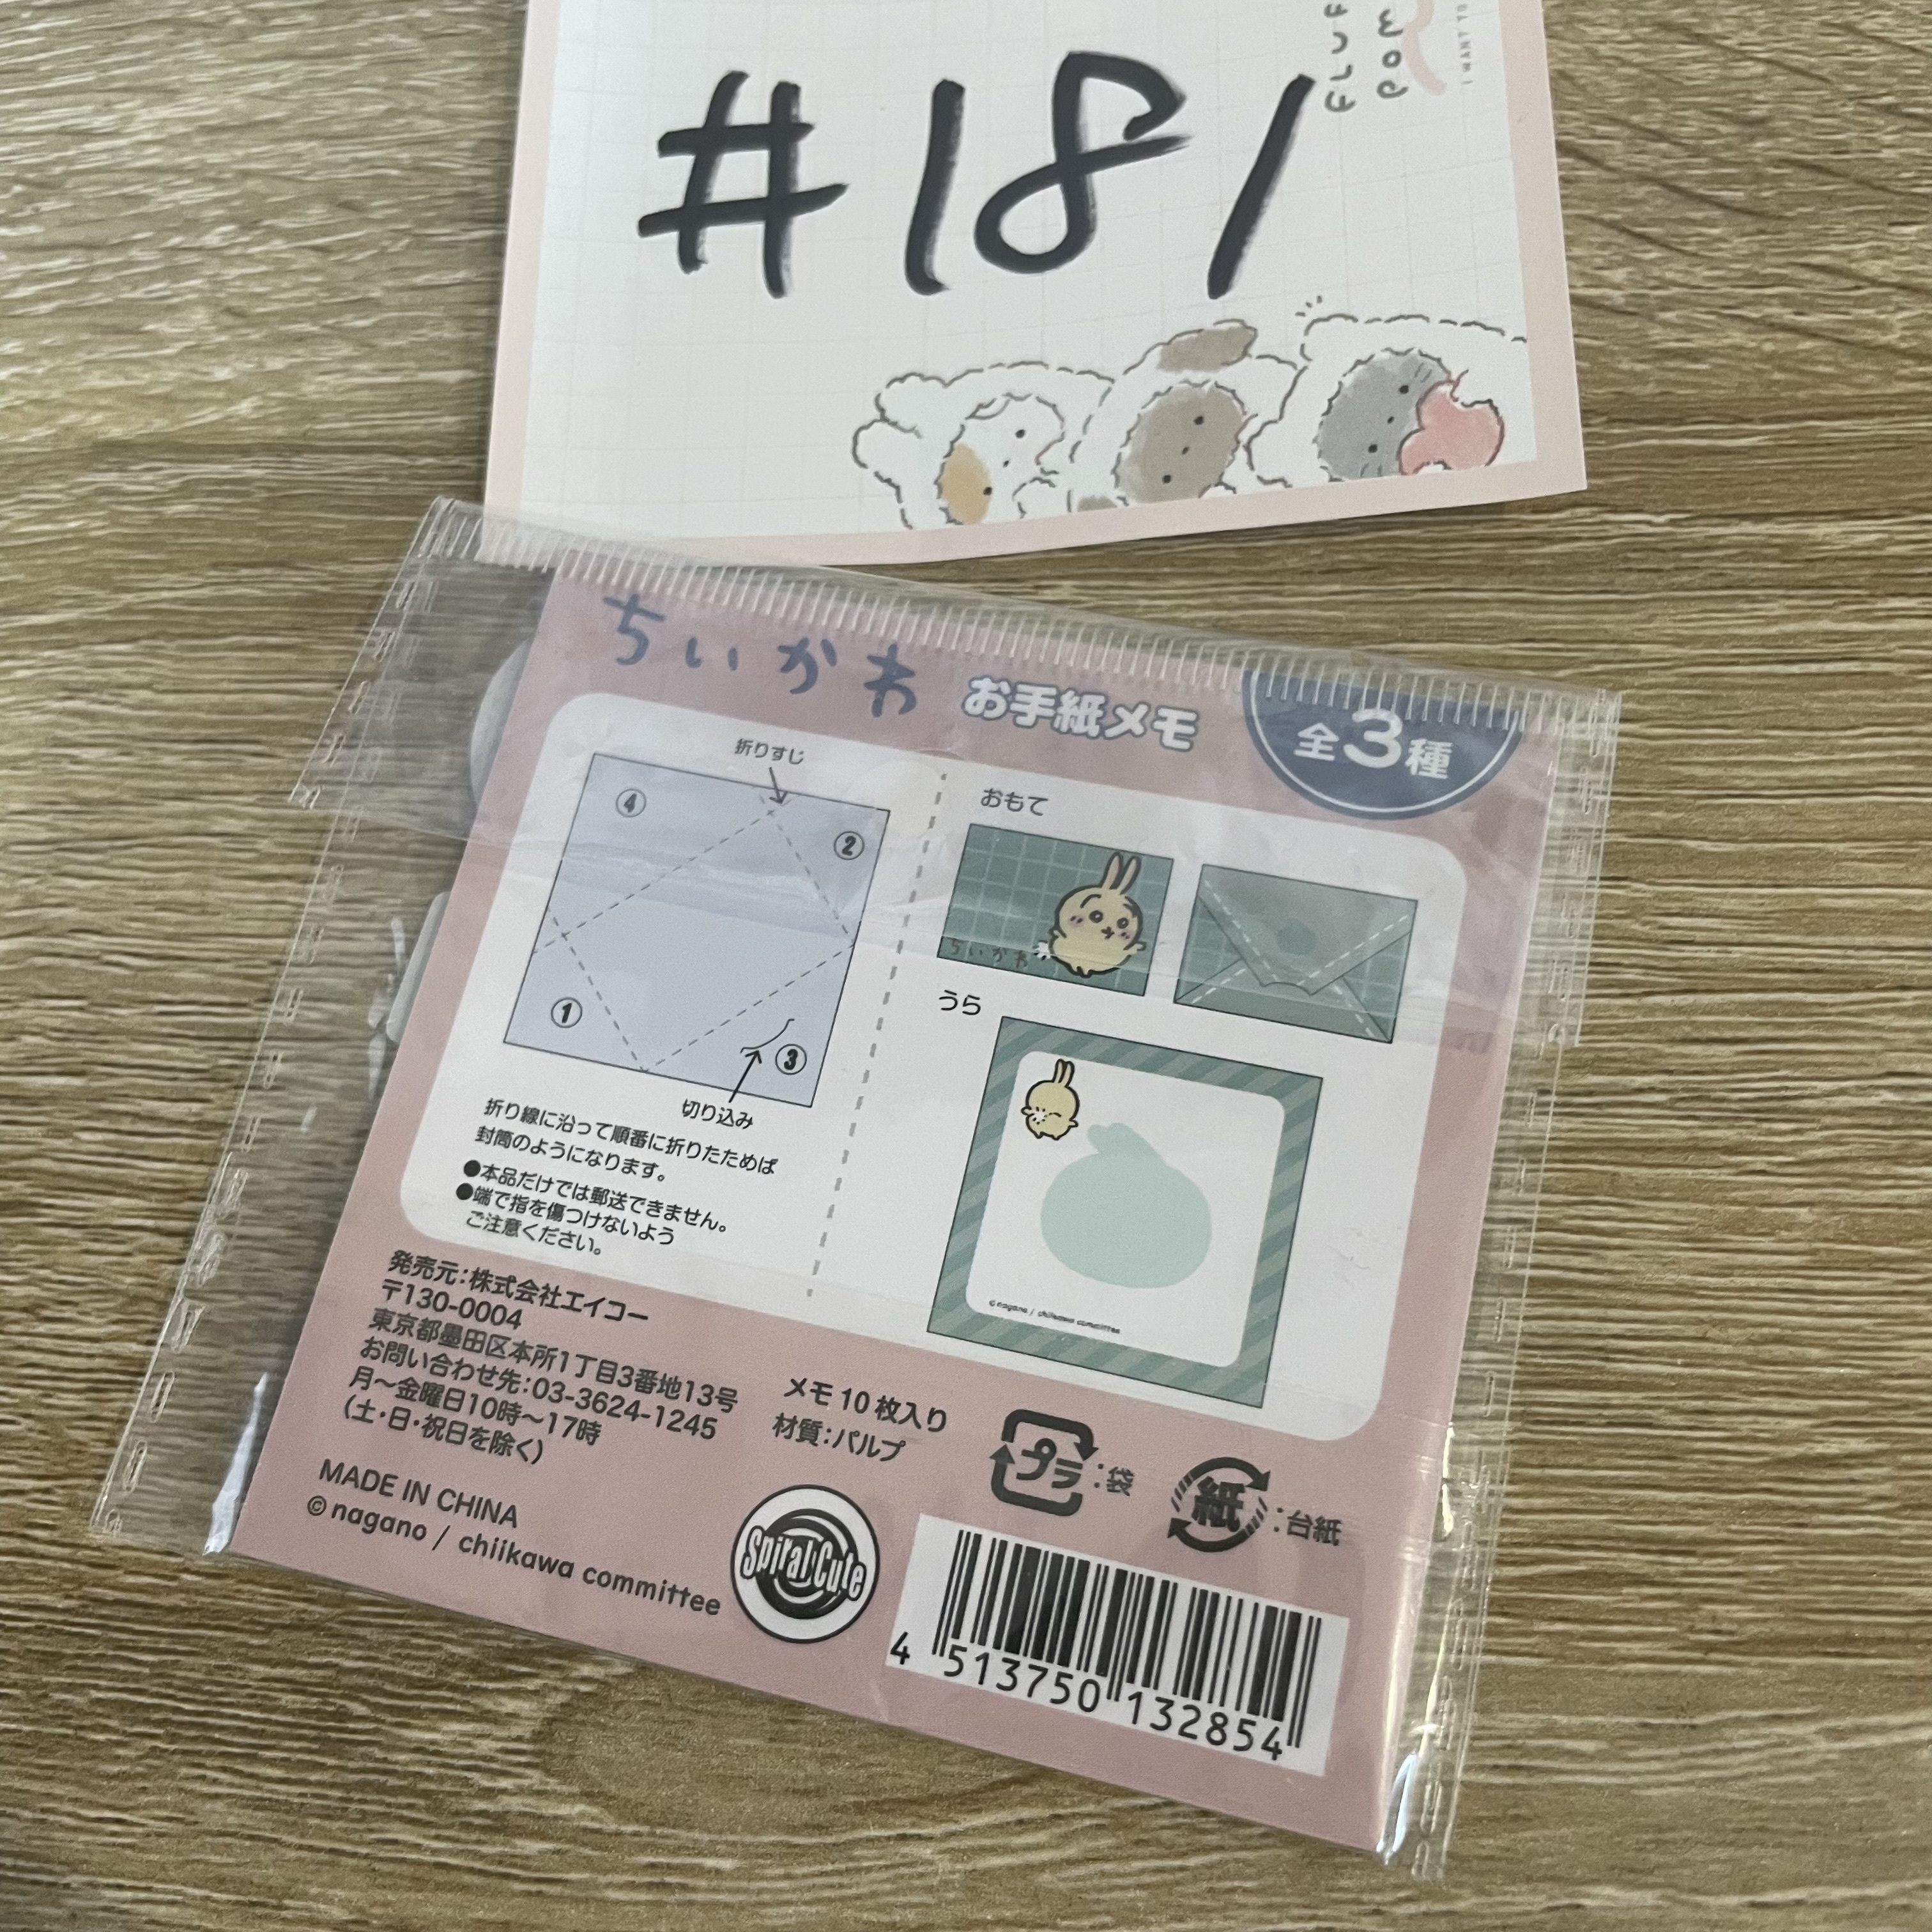 #181
ちいかわ
お手紙メモ
全3種
折りすじ
④
②
①
③
切り込み
折り線に沿って順番に折りたためば
封筒のようになります。
●本品だけでは郵送できません。
●端で指を傷つけないよう
ご注意ください。
おもて
ちいかわ
うら
©nagano / chiikawa committee
発売元:株式会社エイコー
〒130-0004
東京都墨田区本所1丁目3番地13号
お問い合わせ先:03-3624-1245
月〜金曜日10時〜17時
(土・日・祝日を除く)
メモ10枚入り
材質:パルプ
プラ:袋
紙:台紙
MADE IN CHINA
©nagano / chiikawa committee
Spiral Cute
4 513750 132854